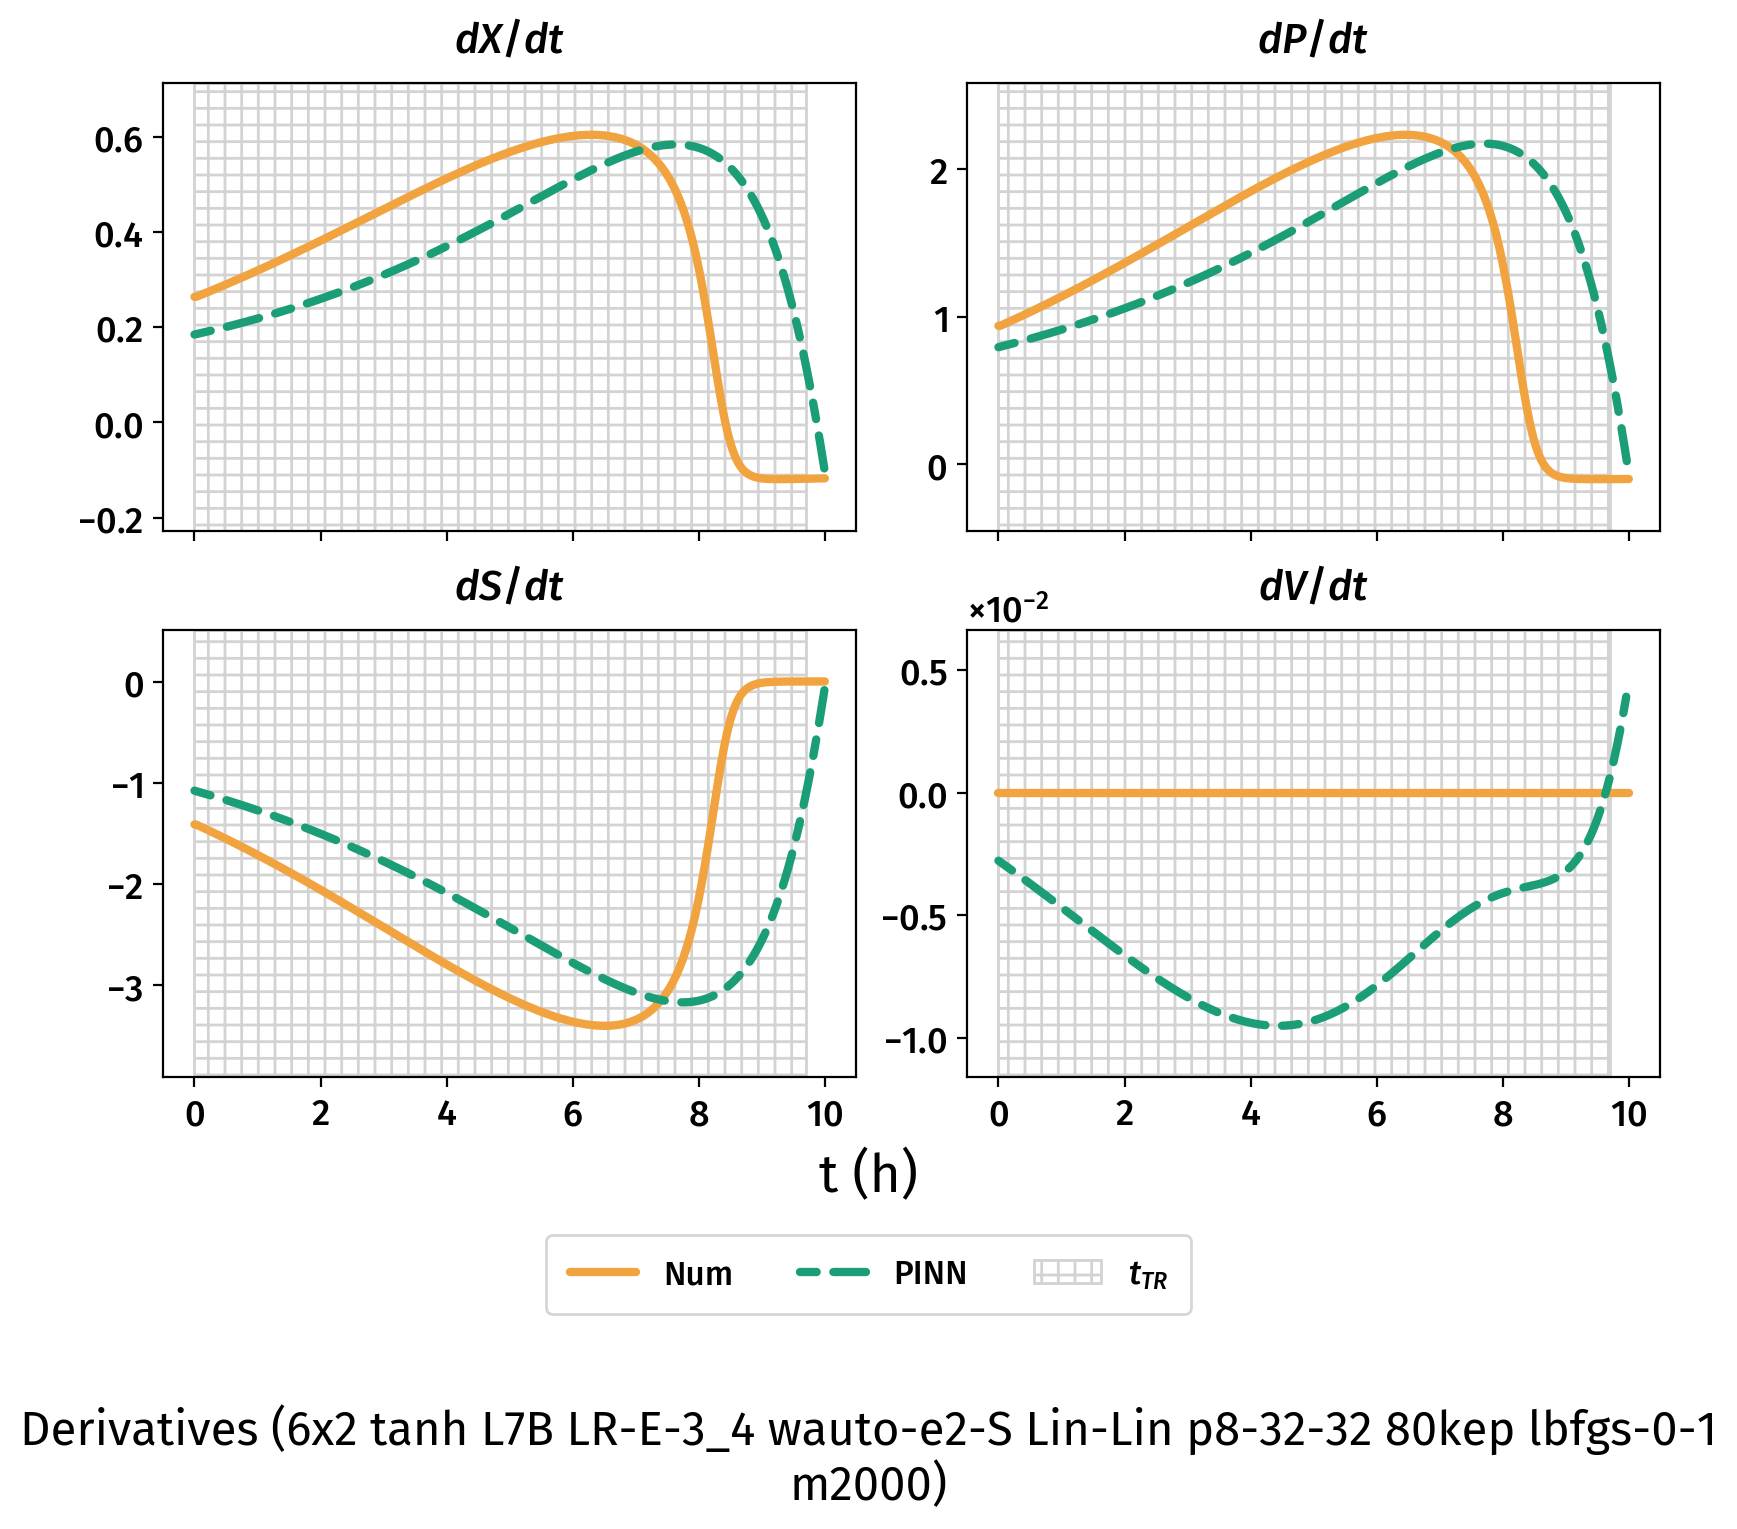 dX/dt
dP/dt
0.6
0.4
0.2
0.0
−0.2
2
1
0
dS/dt
dV/dt
×10⁻²
0
−1
−2
−3
0.5
0.0
−0.5
−1.0
0 2 4 6 8 10
0 2 4 6 8 10
t (h)
Num PINN t_TR
Derivatives (6x2 tanh L7B LR-E-3_4 wauto-e2-S Lin-Lin p8-32-32 80kep lbfgs-0-1
m2000)